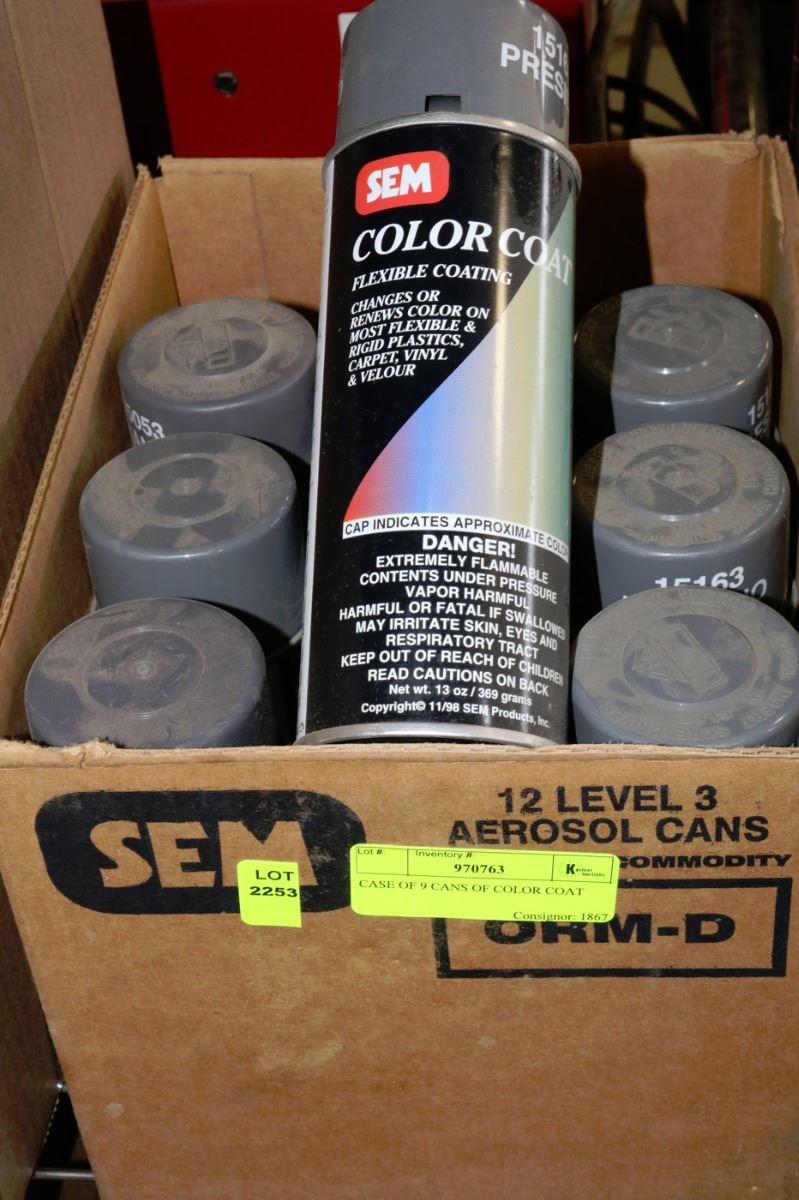 PRES
SEM
COLOR COAT
FLEXIBLE COATING
CHANGES OR
RENEWS COLOR ON
MOST FLEXIBLE &
RIGID PLASTICS,
CARPET, VINYL
& VELOUR
CAP INDICATES APPROXIMATE COLOR
DANGER!
EXTREMELY FLAMMABLE
CONTENTS UNDER PRESSURE
VAPOR HARMFUL
HARMFUL OR FATAL IF SWALLOWED
MAY IRRITATE SKIN, EYES AND
RESPIRATORY TRACT
KEEP OUT OF REACH OF CHILDREN
READ CAUTIONS ON BACK
Net wt. 13 oz / 369 grams
Copyright© 11/98 SEM Products, Inc.
15163
SEM
12 LEVEL 3
AEROSOL CANS
COMMODITY
ORM-D
LOT
2253
Lot #: Inventory #:
970763
CASE OF 9 CANS OF COLOR COAT
Consignor: 1867